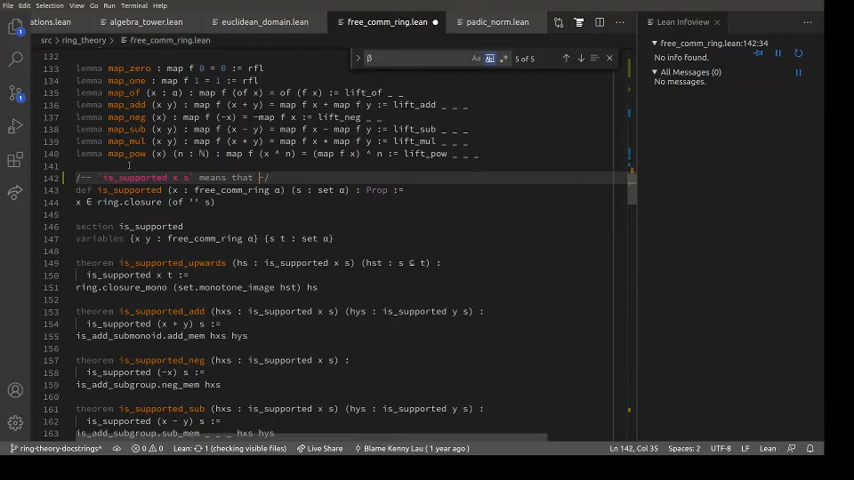 File Edit Selection View Go Run Terminal Help
ations.lean algebra_tower.lean euclidean_domain.lean free_comm_ring.lean padic_norm.lean Lean Infoview
src > ring_theory > free_comm_ring.lean
β Aa 5 of 5
free_comm_ring.lean:142:34
No info found.
All Messages (0)
No messages.
132
133 lemma map_zero : map f 0 = 0 := rfl
134 lemma map_one : map f 1 = 1 := rfl
135 lemma map_of (x : α) : map f (of x) = of (f x) := lift_of _ _
136 lemma map_add (x y) : map f (x + y) = map f x + map f y := lift_add _ _ _
137 lemma map_neg (x) : map f (-x) = -map f x := lift_neg _ _
138 lemma map_sub (x y) : map f (x - y) = map f x - map f y := lift_sub _ _ _
139 lemma map_mul (x y) : map f (x * y) = map f x * map f y := lift_mul _ _ _
140 lemma map_pow (x) (n : ℕ) : map f (x ^ n) = (map f x) ^ n := lift_pow _ _ _
141
142 /-- `is_supported x s` means that -/
143 def is_supported (x : free_comm_ring α) (s : set α) : Prop :=
144 x ∈ ring.closure (of '' s)
145
146 section is_supported
147 variables {x y : free_comm_ring α} {s t : set α}
148
149 theorem is_supported_upwards (hs : is_supported x s) (hst : s ⊆ t) :
150 is_supported x t :=
151 ring.closure_mono (set.monotone_image hst) hs
152
153 theorem is_supported_add (hxs : is_supported x s) (hys : is_supported y s) :
154 is_supported (x + y) s :=
155 is_add_submonoid.add_mem hxs hys
156
157 theorem is_supported_neg (hxs : is_supported x s) :
158 is_supported (-x) s :=
159 is_add_subgroup.neg_mem hxs
160
161 theorem is_supported_sub (hxs : is_supported x s) (hys : is_supported y s) :
162 is_supported (x - y) s :=
163 is_add_subgroup.sub_mem _ _ _ hxs hys
ring-theory-docstrings* 0 0 Lean: (checking visible files) Live Share Blame Kenny Lau (1 year ago) Ln 142, Col 35 Spaces: 2 UTF-8 LF Lean